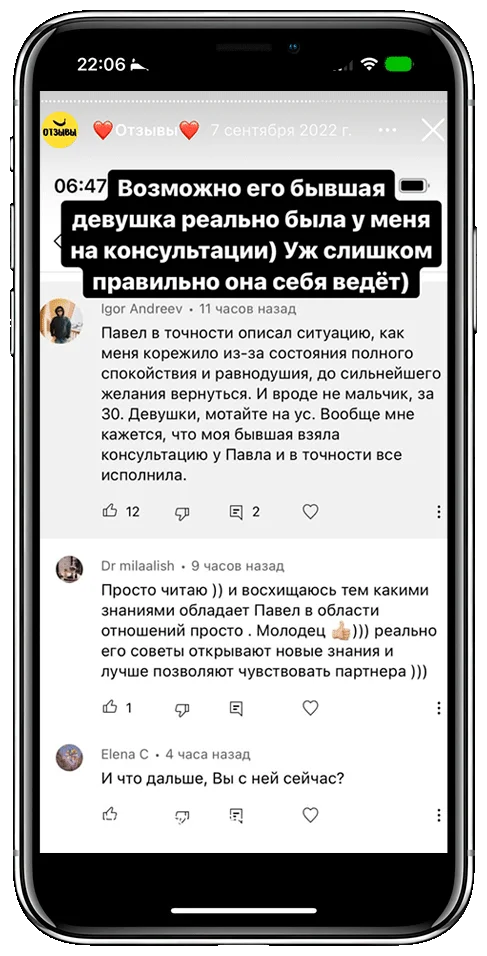 22:06
ОТЗЫВЫ
❤️Отзывы❤️ 7 сентября 2022 г.
06:47
Возможно его бывшая
девушка реально была у меня
на консультации) Уж слишком
правильно она себя ведёт)
Igor Andreev • 11 часов назад
Павел в точности описал ситуацию, как
меня корежило из-за состояния полного
спокойствия и равнодушия, до сильнейшего
желания вернуться. И вроде не мальчик, за
30. Девушки, мотайте на ус. Вообще мне
кажется, что моя бывшая взяла
консультацию у Павла и в точности все
исполнила.
12 2
Dr milaalish • 9 часов назад
Просто читаю )) и восхищаюсь тем какими
знаниями обладает Павел в области
отношений просто . Молодец 👍🏻))) реально
его советы открывают новые знания и
лучше позволяют чувствовать партнера )))
1
Elena C • 4 часа назад
И что дальше, Вы с ней сейчас?